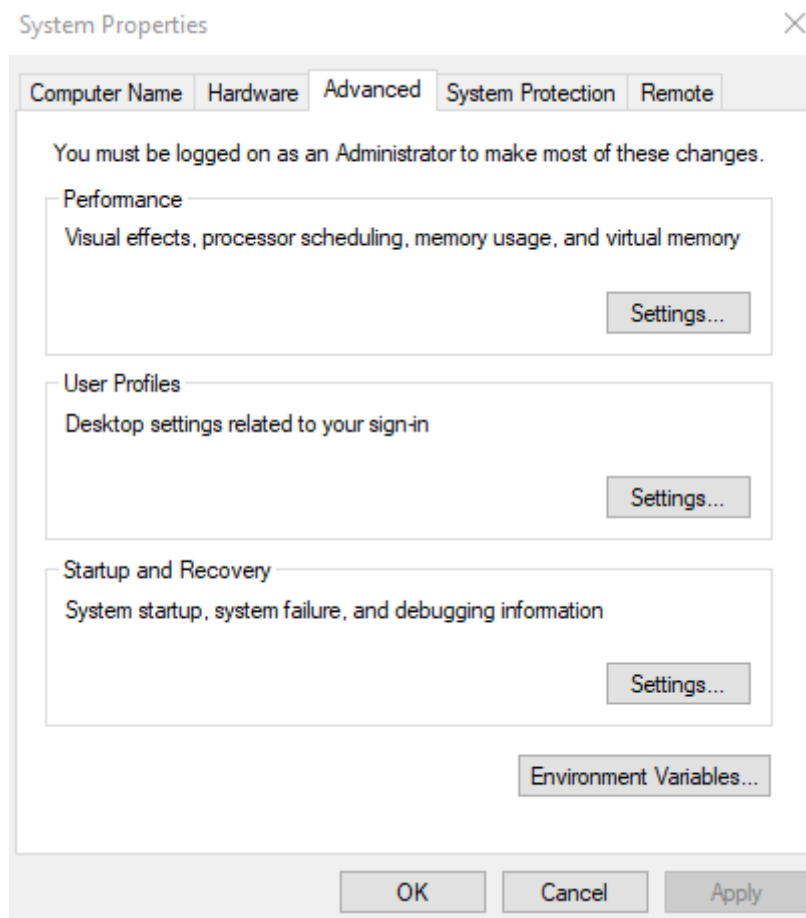 System Properties
Computer Name Hardware Advanced System Protection Remote
You must be logged on as an Administrator to make most of these changes.
Performance
Visual effects, processor scheduling, memory usage, and virtual memory
Settings...
User Profiles
Desktop settings related to your sign-in
Settings...
Startup and Recovery
System startup, system failure, and debugging information
Settings...
Environment Variables...
OK Cancel Apply